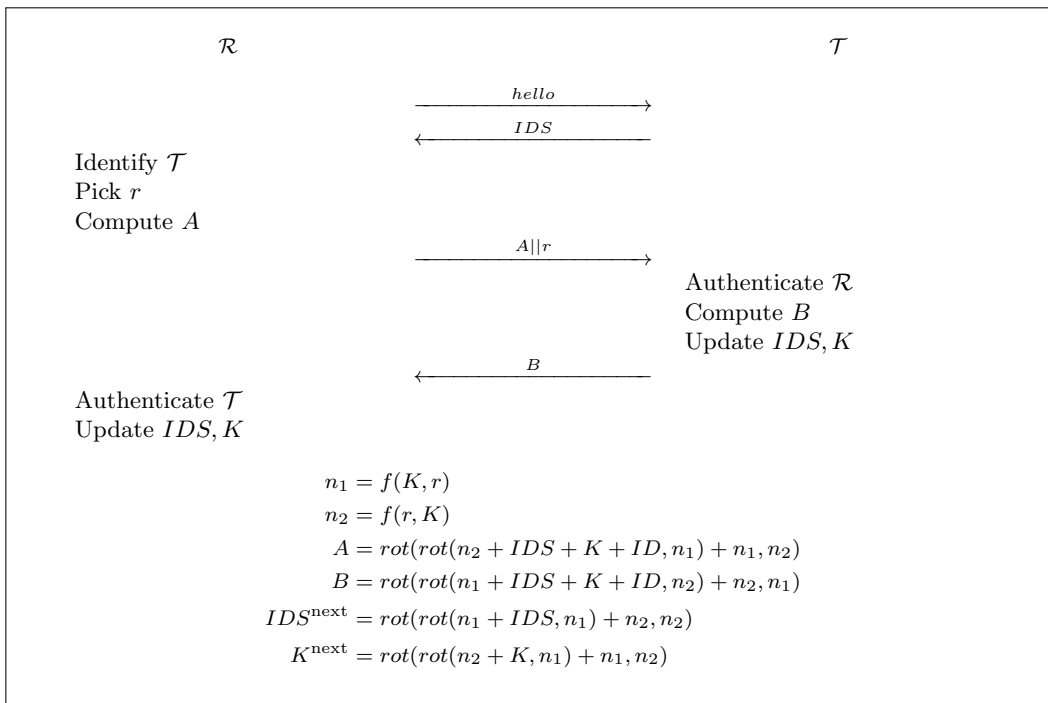 R T
hello
IDS
Identify T
Pick r
Compute A
A||r
Authenticate R
Compute B
Update IDS, K
B
Authenticate T
Update IDS, K
n₁ = f(K, r)
n₂ = f(r, K)
A = rot(rot(n₂ + IDS + K + ID, n₁) + n₁, n₂)
B = rot(rot(n₁ + IDS + K + ID, n₂) + n₂, n₁)
IDS^next = rot(rot(n₁ + IDS, n₁) + n₂, n₂)
K^next = rot(rot(n₂ + K, n₁) + n₁, n₂)